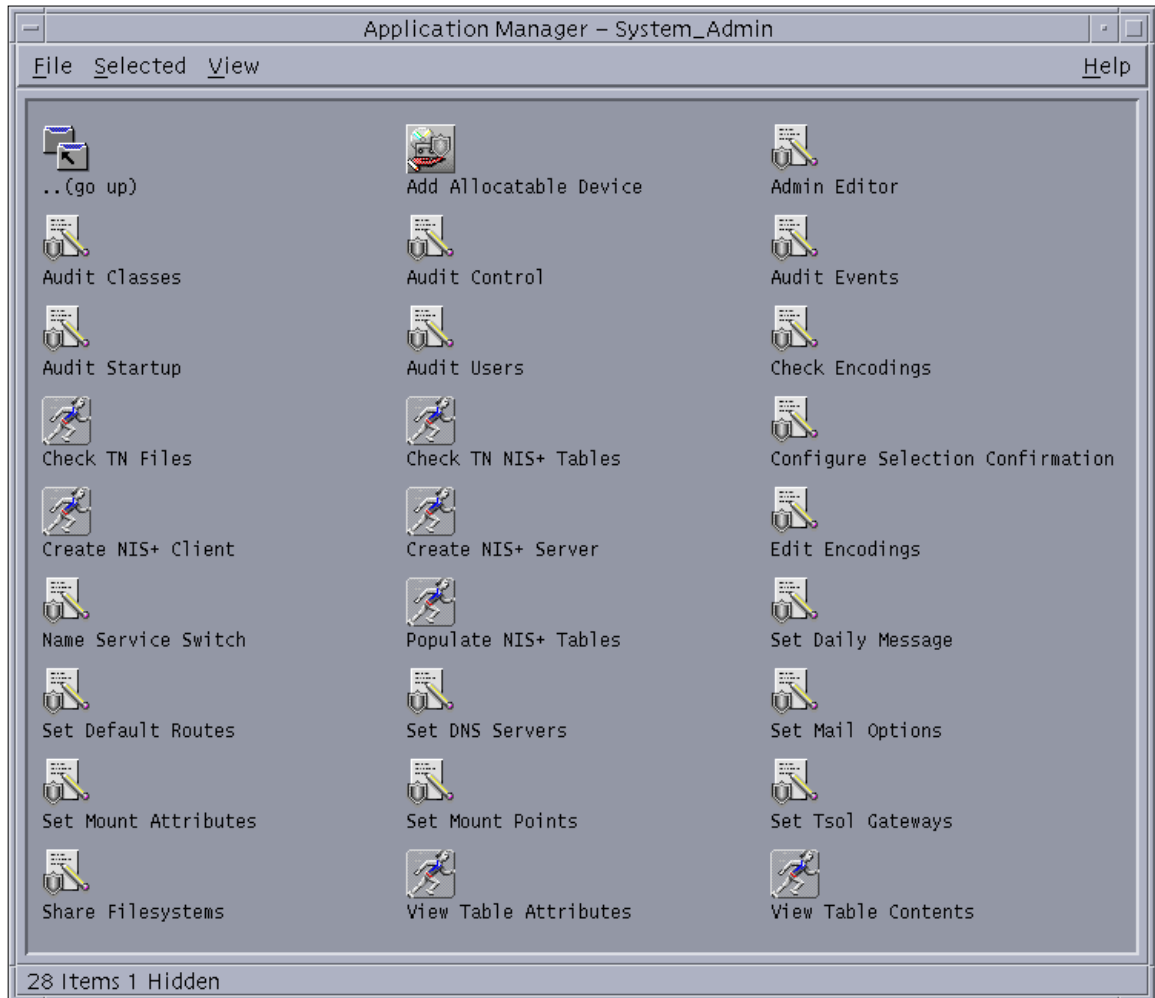 Application Manager – System_Admin
File Selected View Help
..(go up) Add Allocatable Device Admin Editor
Audit Classes Audit Control Audit Events
Audit Startup Audit Users Check Encodings
Check TN Files Check TN NIS+ Tables Configure Selection Confirmation
Create NIS+ Client Create NIS+ Server Edit Encodings
Name Service Switch Populate NIS+ Tables Set Daily Message
Set Default Routes Set DNS Servers Set Mail Options
Set Mount Attributes Set Mount Points Set Tsol Gateways
Share Filesystems View Table Attributes View Table Contents
28 Items 1 Hidden